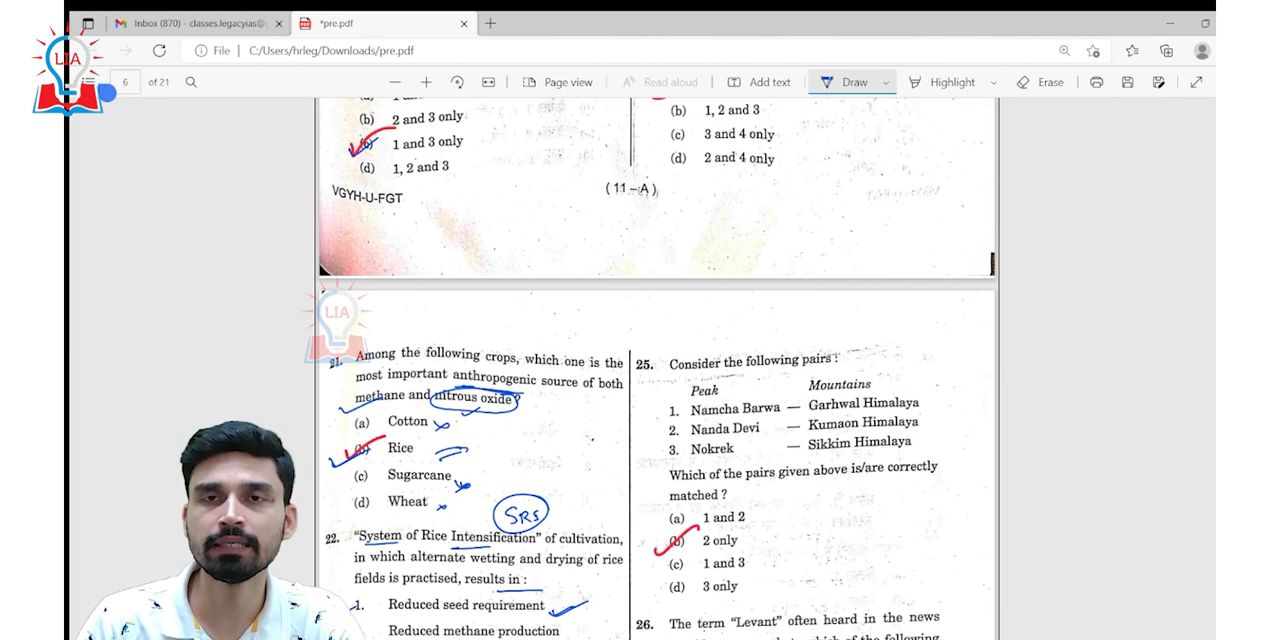 Inbox (870) - classes.legacyias@g
*pre.pdf
LIA
File
C:/Users/hrleg/Downloads/pre.pdf
6
of 21
Page view
Read aloud
Add text
Draw
Highlight
Erase
(b) 2 and 3 only
1 and 3 only
(d) 1, 2 and 3
(b) 1, 2 and 3
(c) 3 and 4 only
(d) 2 and 4 only
VGYH-U-FGT
(11 – A)
LIA
21. Among the following crops, which one is the
most important anthropogenic source of both
methane and nitrous oxide?
(a) Cotton
(b) Rice
(c) Sugarcane
(d) Wheat
SRS
22. "System of Rice Intensification" of cultivation,
in which alternate wetting and drying of rice
fields is practised, results in :
1. Reduced seed requirement
Reduced methane production
25. Consider the following pairs :
Peak Mountains
1. Namcha Barwa — Garhwal Himalaya
2. Nanda Devi — Kumaon Himalaya
3. Nokrek — Sikkim Himalaya
Which of the pairs given above is/are correctly
matched ?
(a) 1 and 2
(b) 2 only
(c) 1 and 3
(d) 3 only
26. The term "Levant" often heard in the news